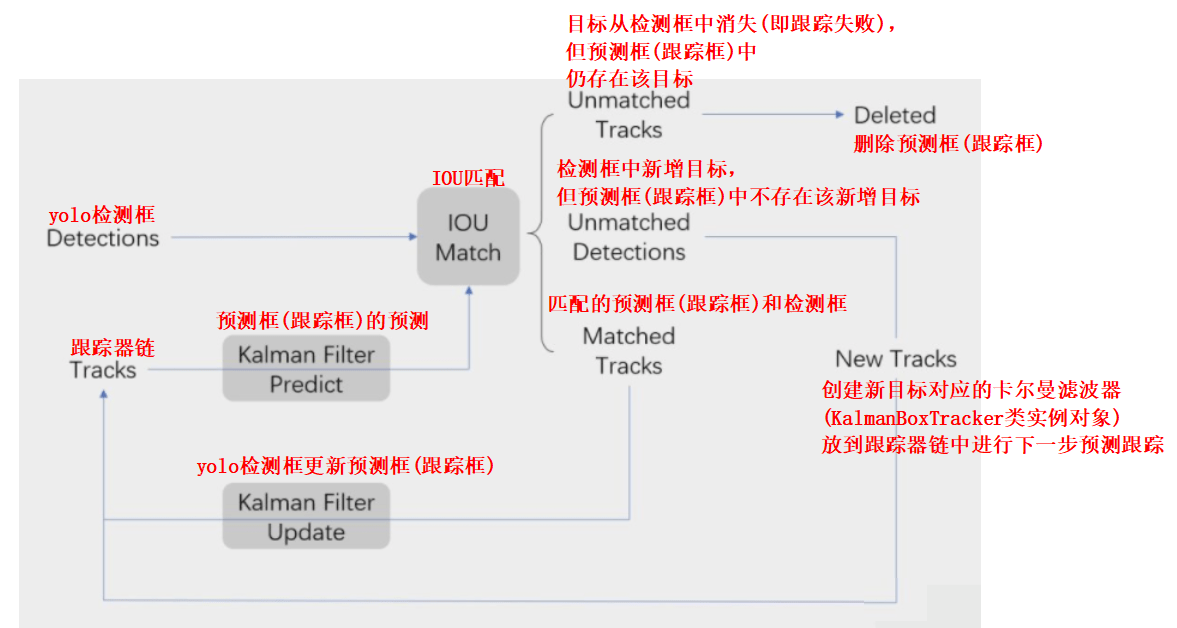 目标从检测框中消失(即跟踪失败),
但预测框(跟踪框)中
仍存在该目标
Unmatched
Tracks
Deleted
删除预测框(跟踪框)
检测框中新增目标,
但预测框(跟踪框)中不存在该新增目标
Unmatched
Detections
IOU匹配
IOU
Match
yolo检测框
Detections
匹配的预测框(跟踪框)和检测框
Matched
Tracks
预测框(跟踪框)的预测
Kalman Filter
Predict
跟踪器链
Tracks
New Tracks
创建新目标对应的卡尔曼滤波器
(KalmanBoxTracker类实例对象)
放到跟踪器链中进行下一步预测跟踪
yolo检测框更新预测框(跟踪框)
Kalman Filter
Update